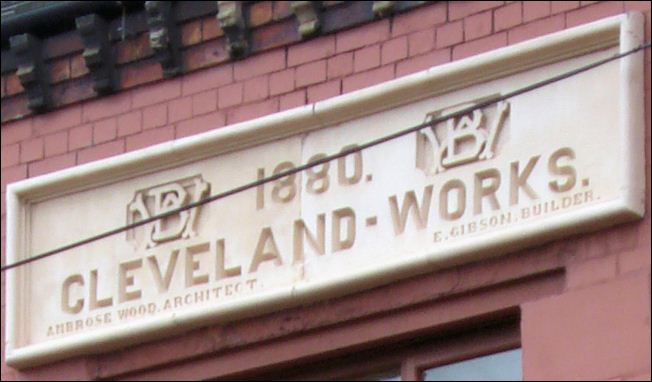 1880.
CLEVELAND-WORKS.
AMBROSE WOOD. ARCHITECT. E. GIBSON. BUILDER.